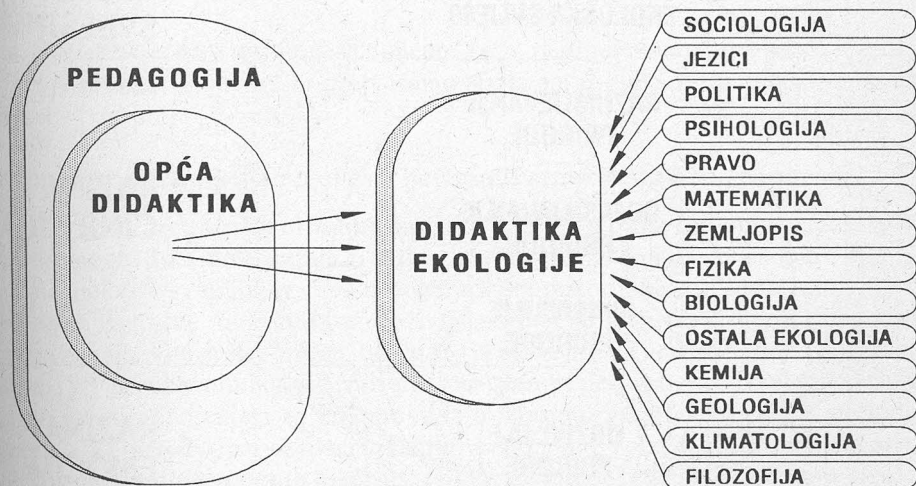 PEDAGOGIJA
OPĆA
DIDAKTIKA
DIDAKTIKA
EKOLOGIJE
SOCIOLOGIJA
JEZICI
POLITIKA
PSIHOLOGIJA
PRAVO
MATEMATIKA
ZEMLJOPIS
FIZIKA
BIOLOGIJA
OSTALA EKOLOGIJA
KEMIJA
GEOLOGIJA
KLIMATOLOGIJA
FILOZOFIJA